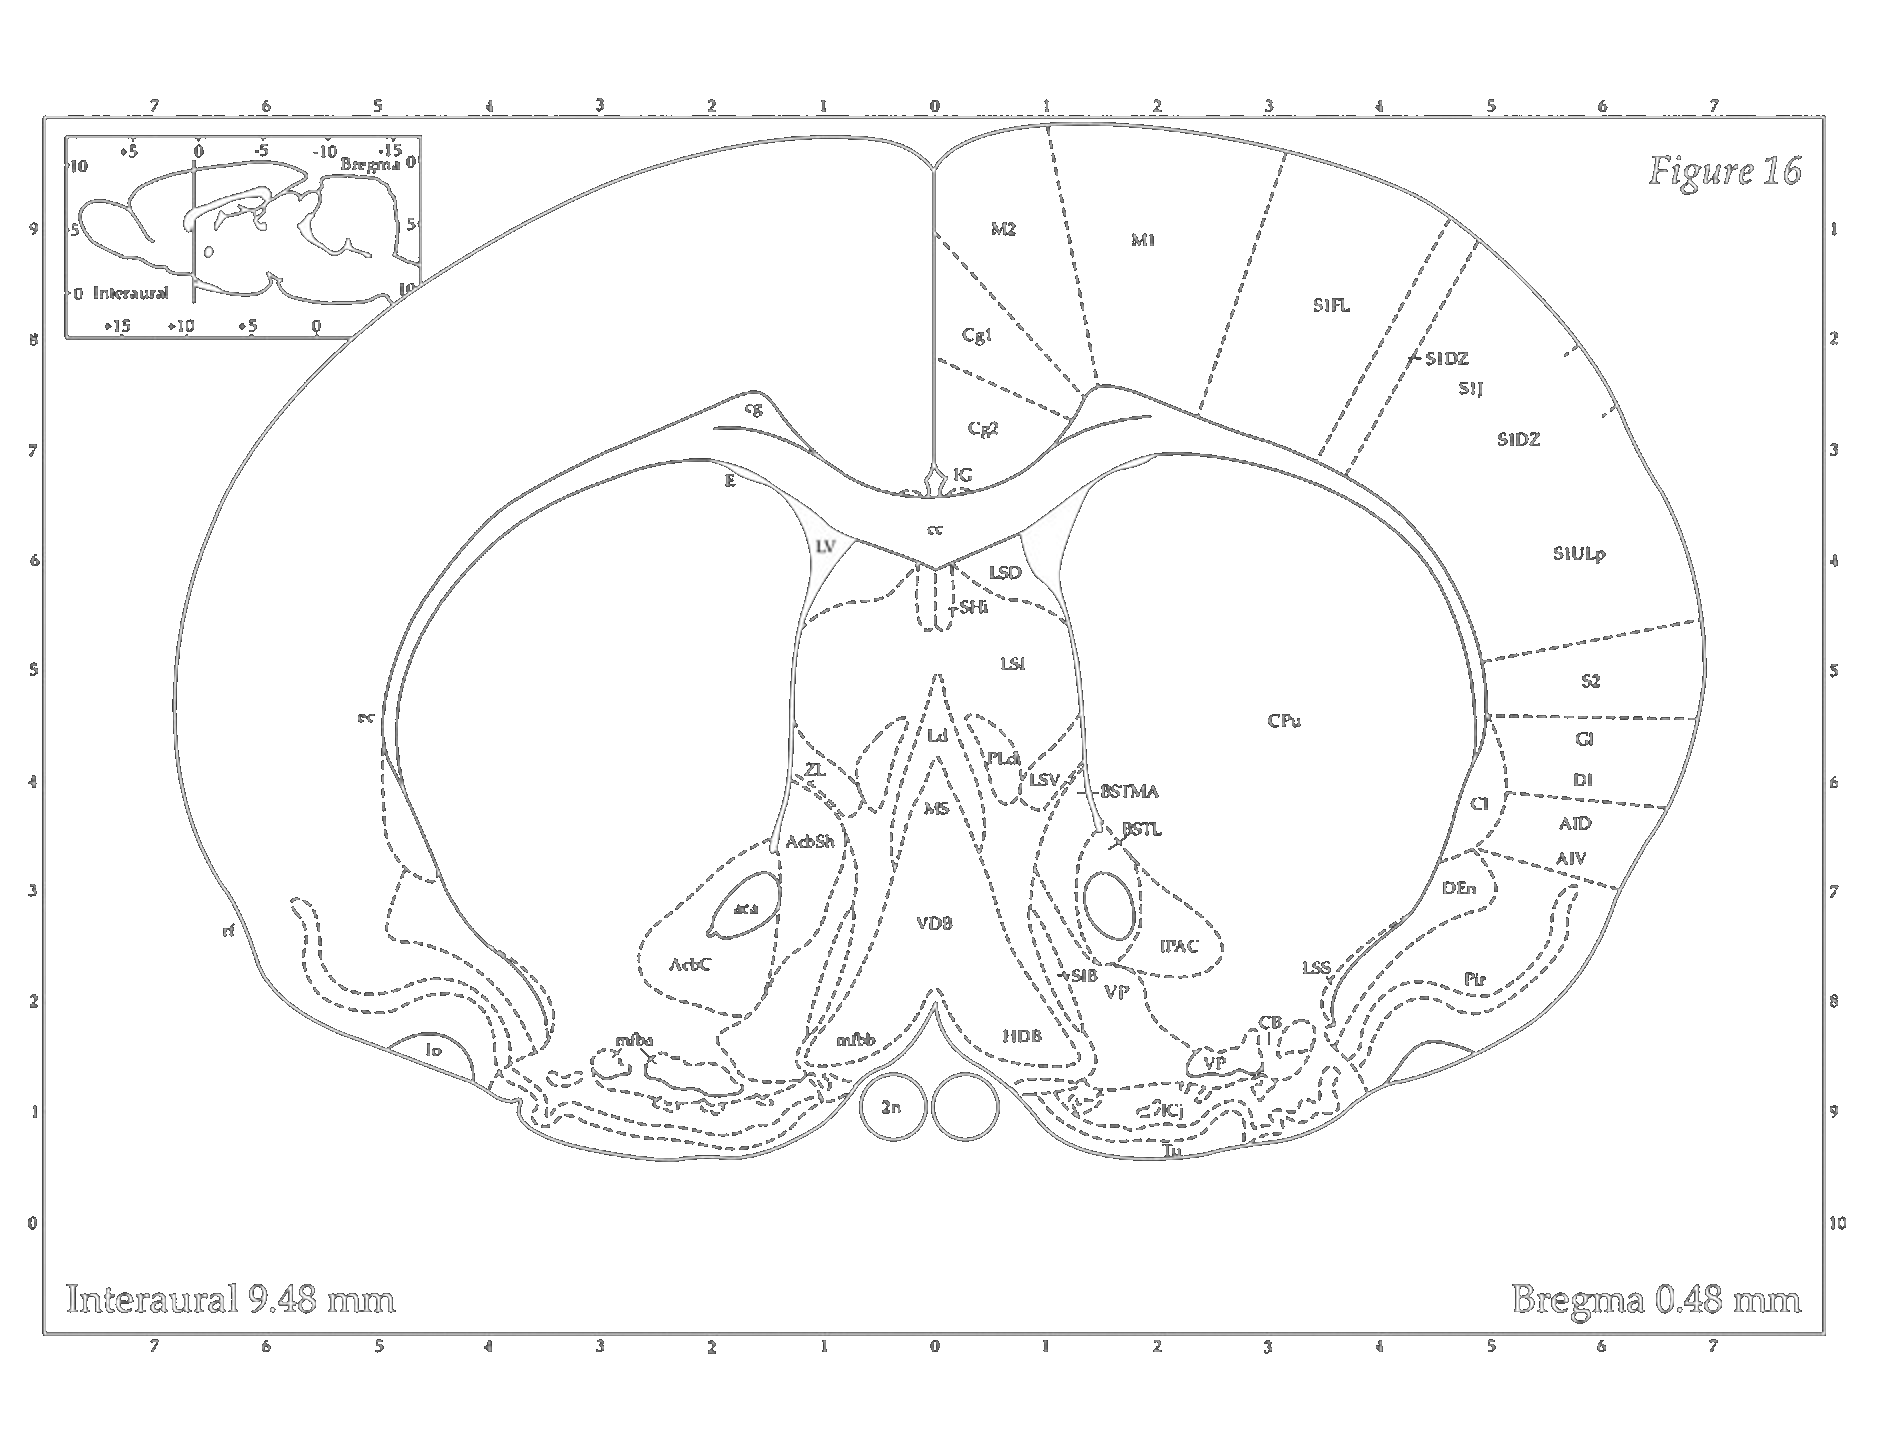 7 6 5 4 3 2 1 0 1 2 3 4 5 6 7
+5 0 -5 -10 -15
Bregma 0
10
5 5
0 Interaural 10
+15 +10 +5 0
Figure 16
9 1
8 2
7 3
6 4
5 5
4 6
3 7
2 8
1 9
0 10
M2 M1
S1FL
Cg1
S1DZ
S1J
cg
Cg2 S1DZ
E IG
cc
LV S1ULp
LSD
SHi
LSI
S2
ec CPu
Ld GI
PLd
ZL LSV DI
BSTMA
MS Cl
AcbSh BSTL AID
AIV
DEn
aca
rf VDB
IPAC
AcbC LSS
SIB Pir
VP
CB
mfba mfbb HDB
lo
VP
2n ICj
Tu
Interaural 9.48 mm Bregma 0.48 mm
7 6 5 4 3 2 1 0 1 2 3 4 5 6 7